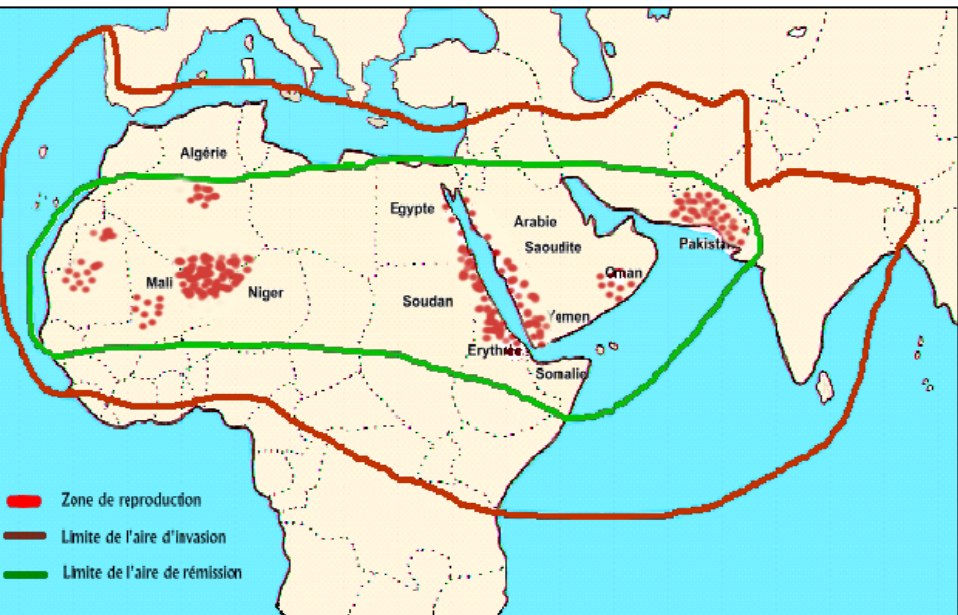 Algérie
Egypte
Arabie
Saoudite
Pakista
Oman
Mali
Niger
Soudan
Yemen
Erythrée
Somalie
Zone de reproduction
Limite de l'aire d'invasion
Limite de l'aire de rémission